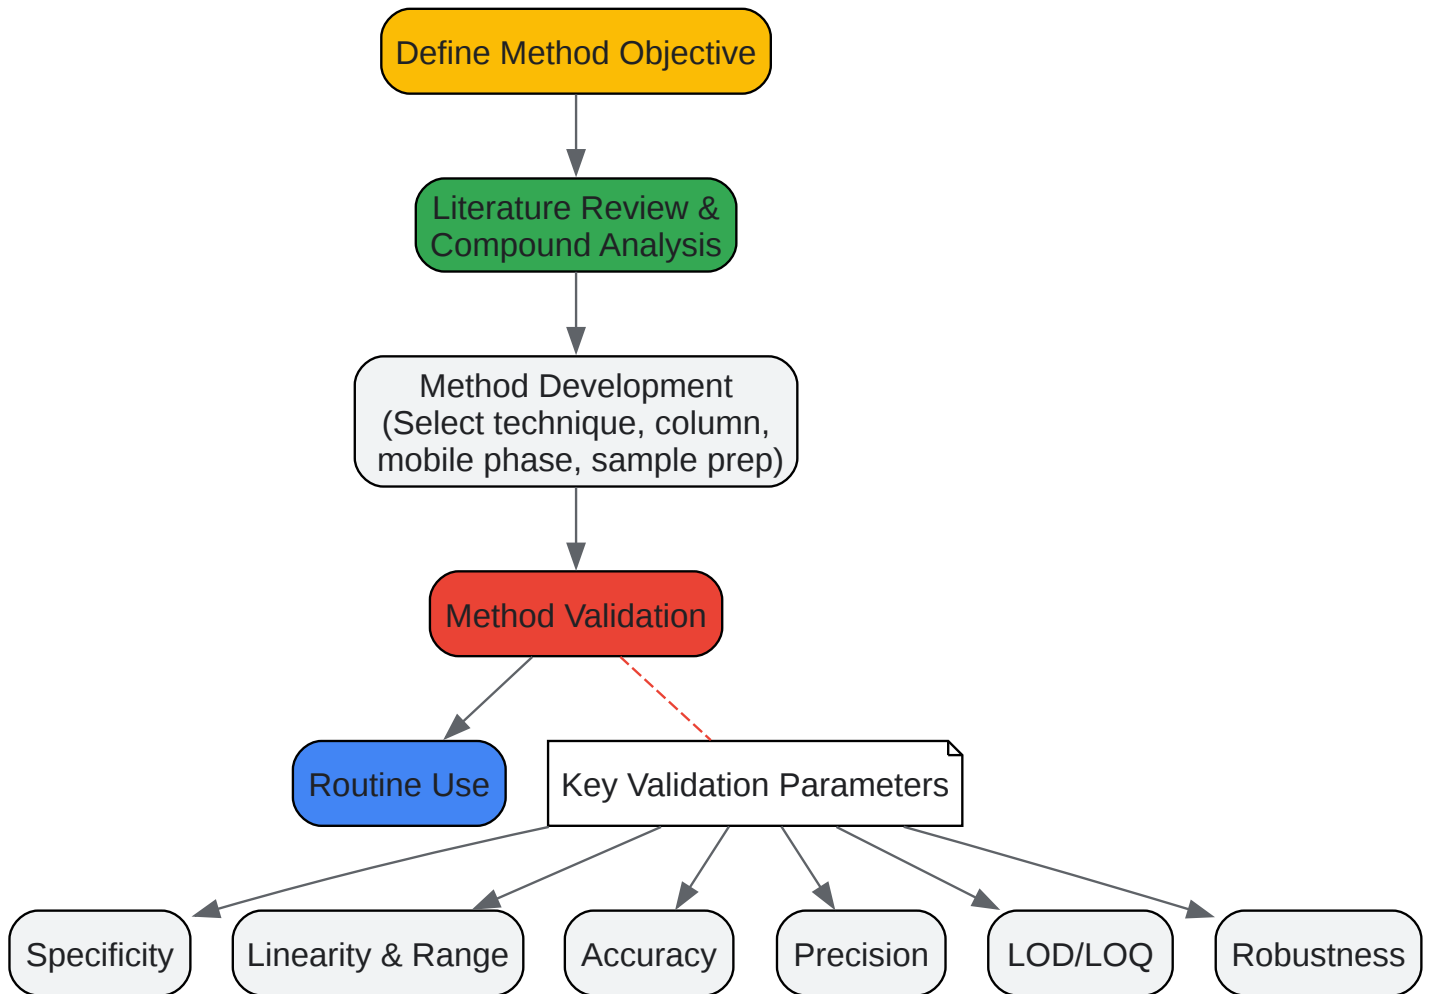 Define Method Objective
Literature Review &
Compound Analysis
Method Development
(Select technique, column,
mobile phase, sample prep)
Method Validation
Routine Use
Key Validation Parameters
Specificity
Linearity & Range
Accuracy
Precision
LOD/LOQ
Robustness